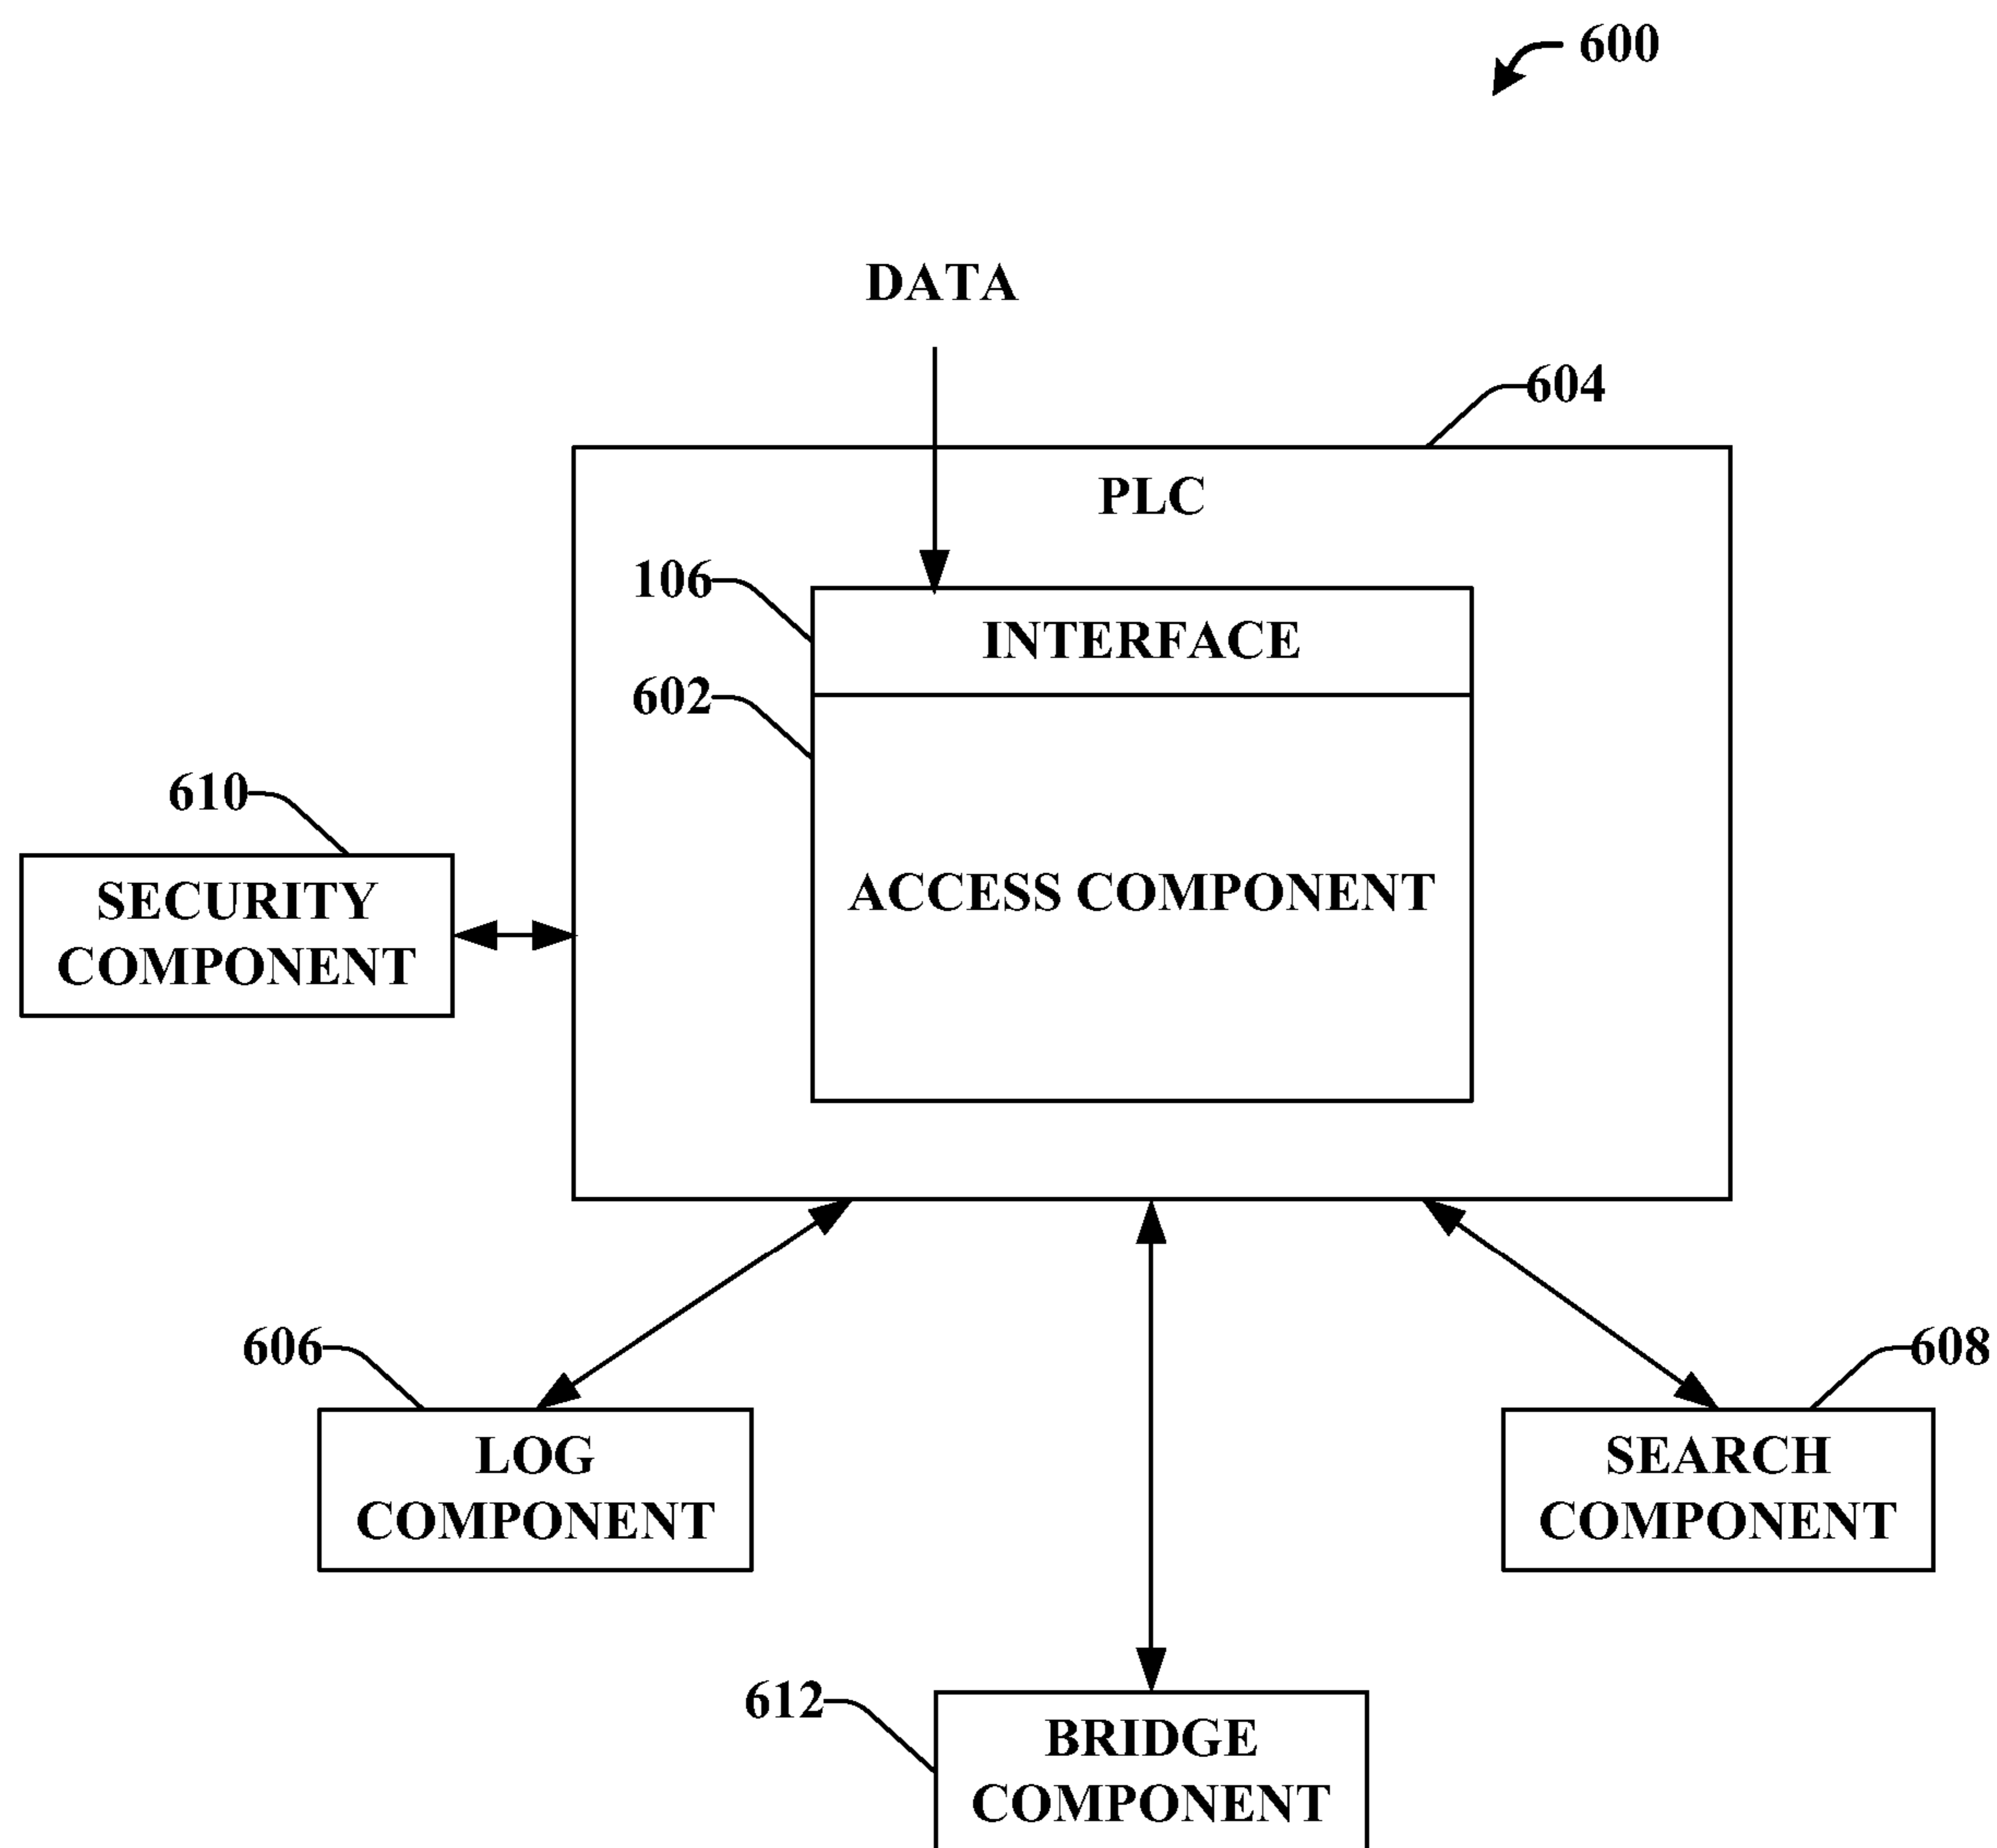 600
DATA
604
PLC
106
INTERFACE
602
ACCESS COMPONENT
610
SECURITY
COMPONENT
606
LOG
COMPONENT
608
SEARCH
COMPONENT
612
BRIDGE
COMPONENT